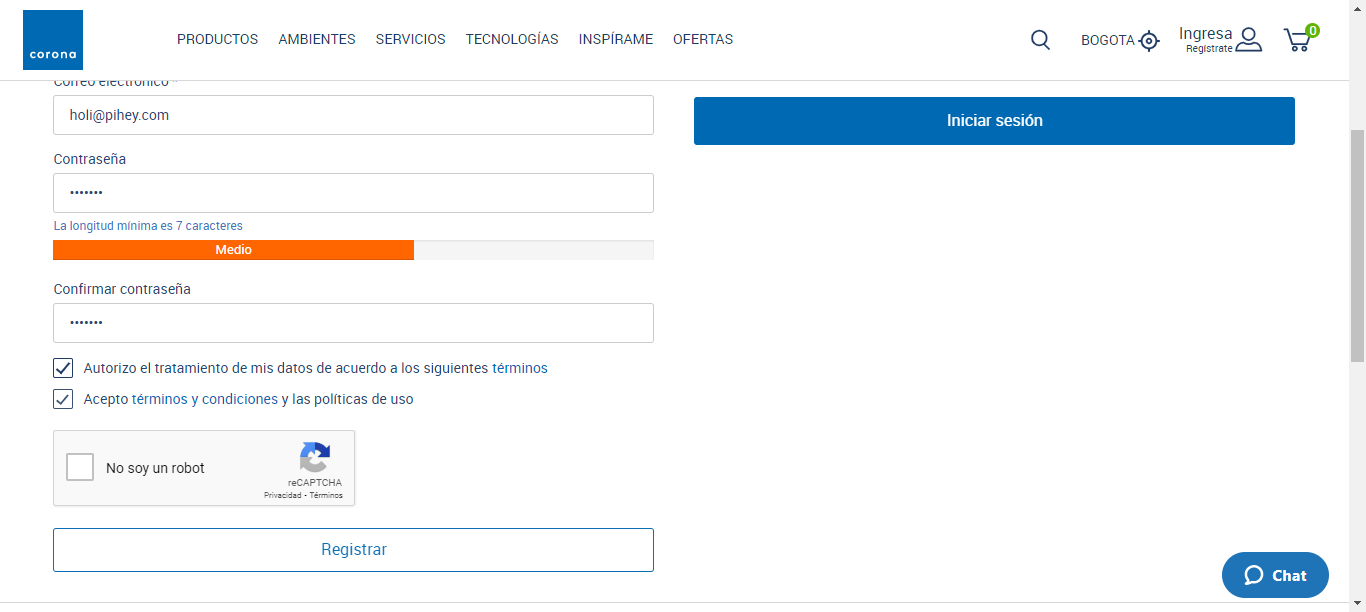 corona
PRODUCTOS AMBIENTES SERVICIOS TECNOLOGÍAS INSPÍRAME OFERTAS
BOGOTA
Ingresa
Regístrate
0
Correo electrónico *
holi@pihey.com
Iniciar sesión
Contraseña
•••••••
La longitud mínima es 7 caracteres
Medio
Confirmar contraseña
•••••••
Autorizo el tratamiento de mis datos de acuerdo a los siguientes términos
Acepto términos y condiciones y las políticas de uso
No soy un robot
reCAPTCHA
Privacidad - Términos
Registrar
Chat